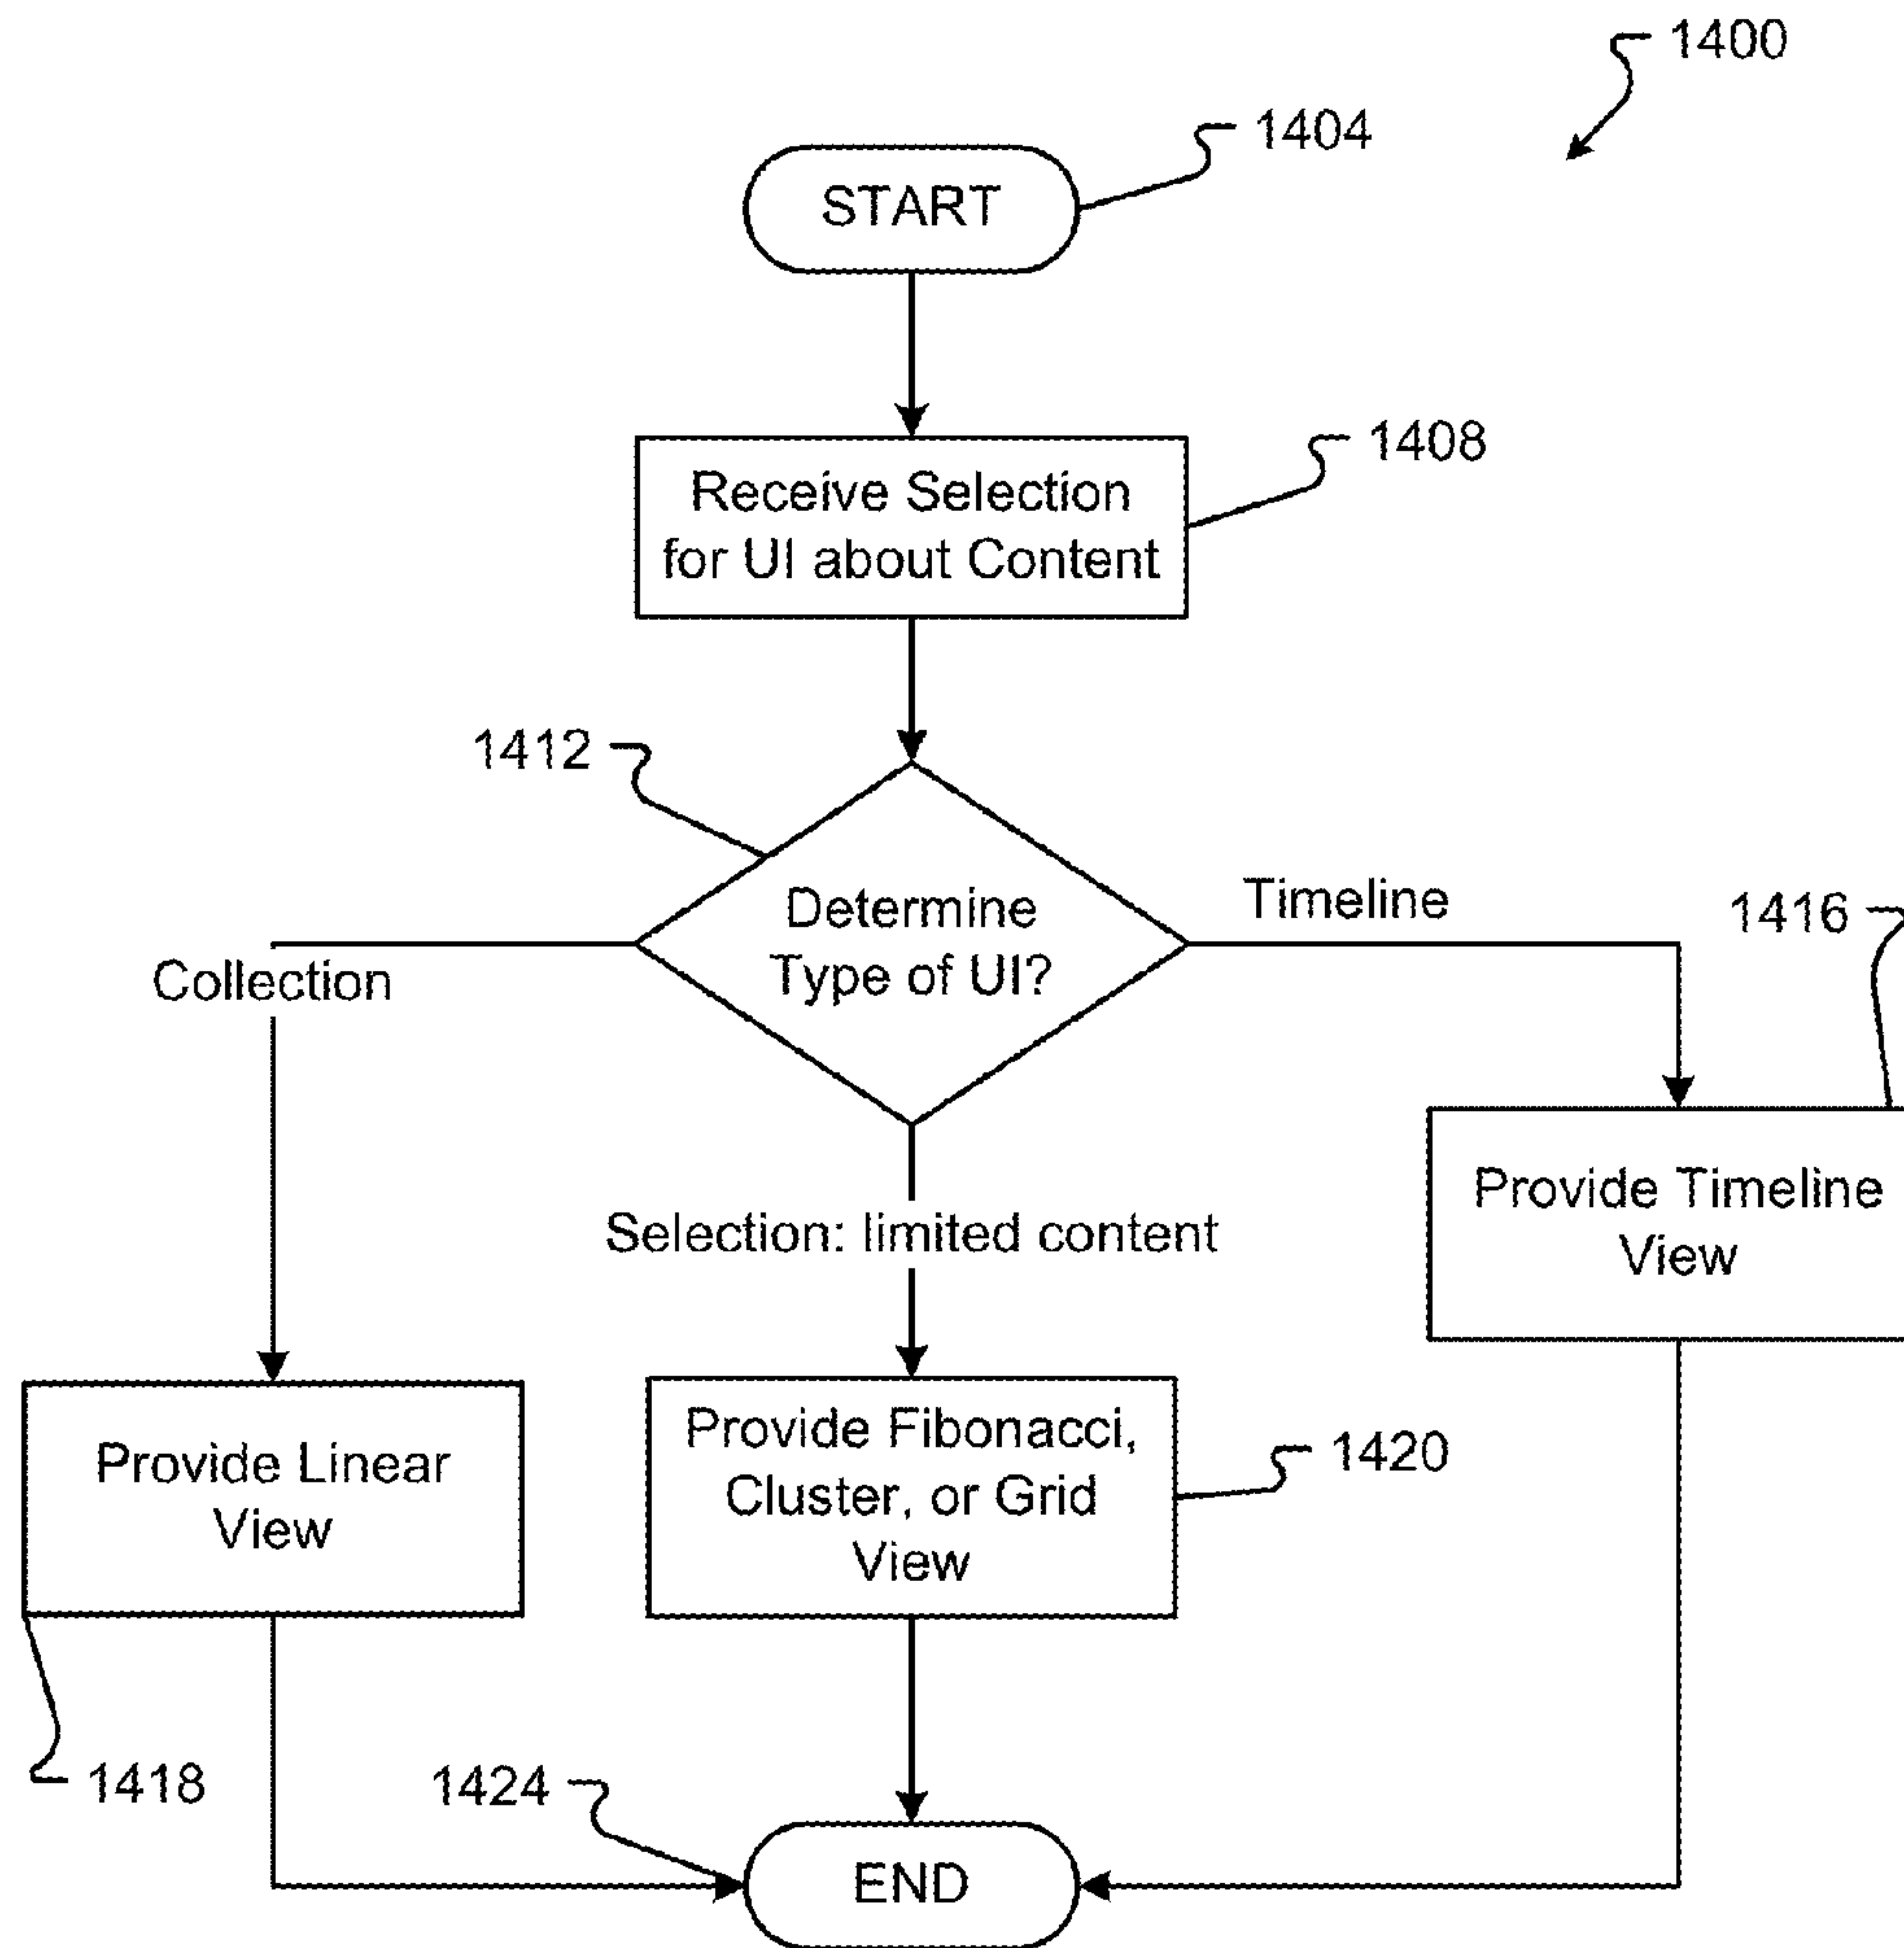 1400
1404
START
1408
Receive Selection
for UI about Content
1412
Determine
Type of UI?
Timeline
1416
Collection
Provide Timeline
View
Selection: limited content
Provide Linear
View
Provide Fibonacci,
Cluster, or Grid
View
1420
1418
1424
END